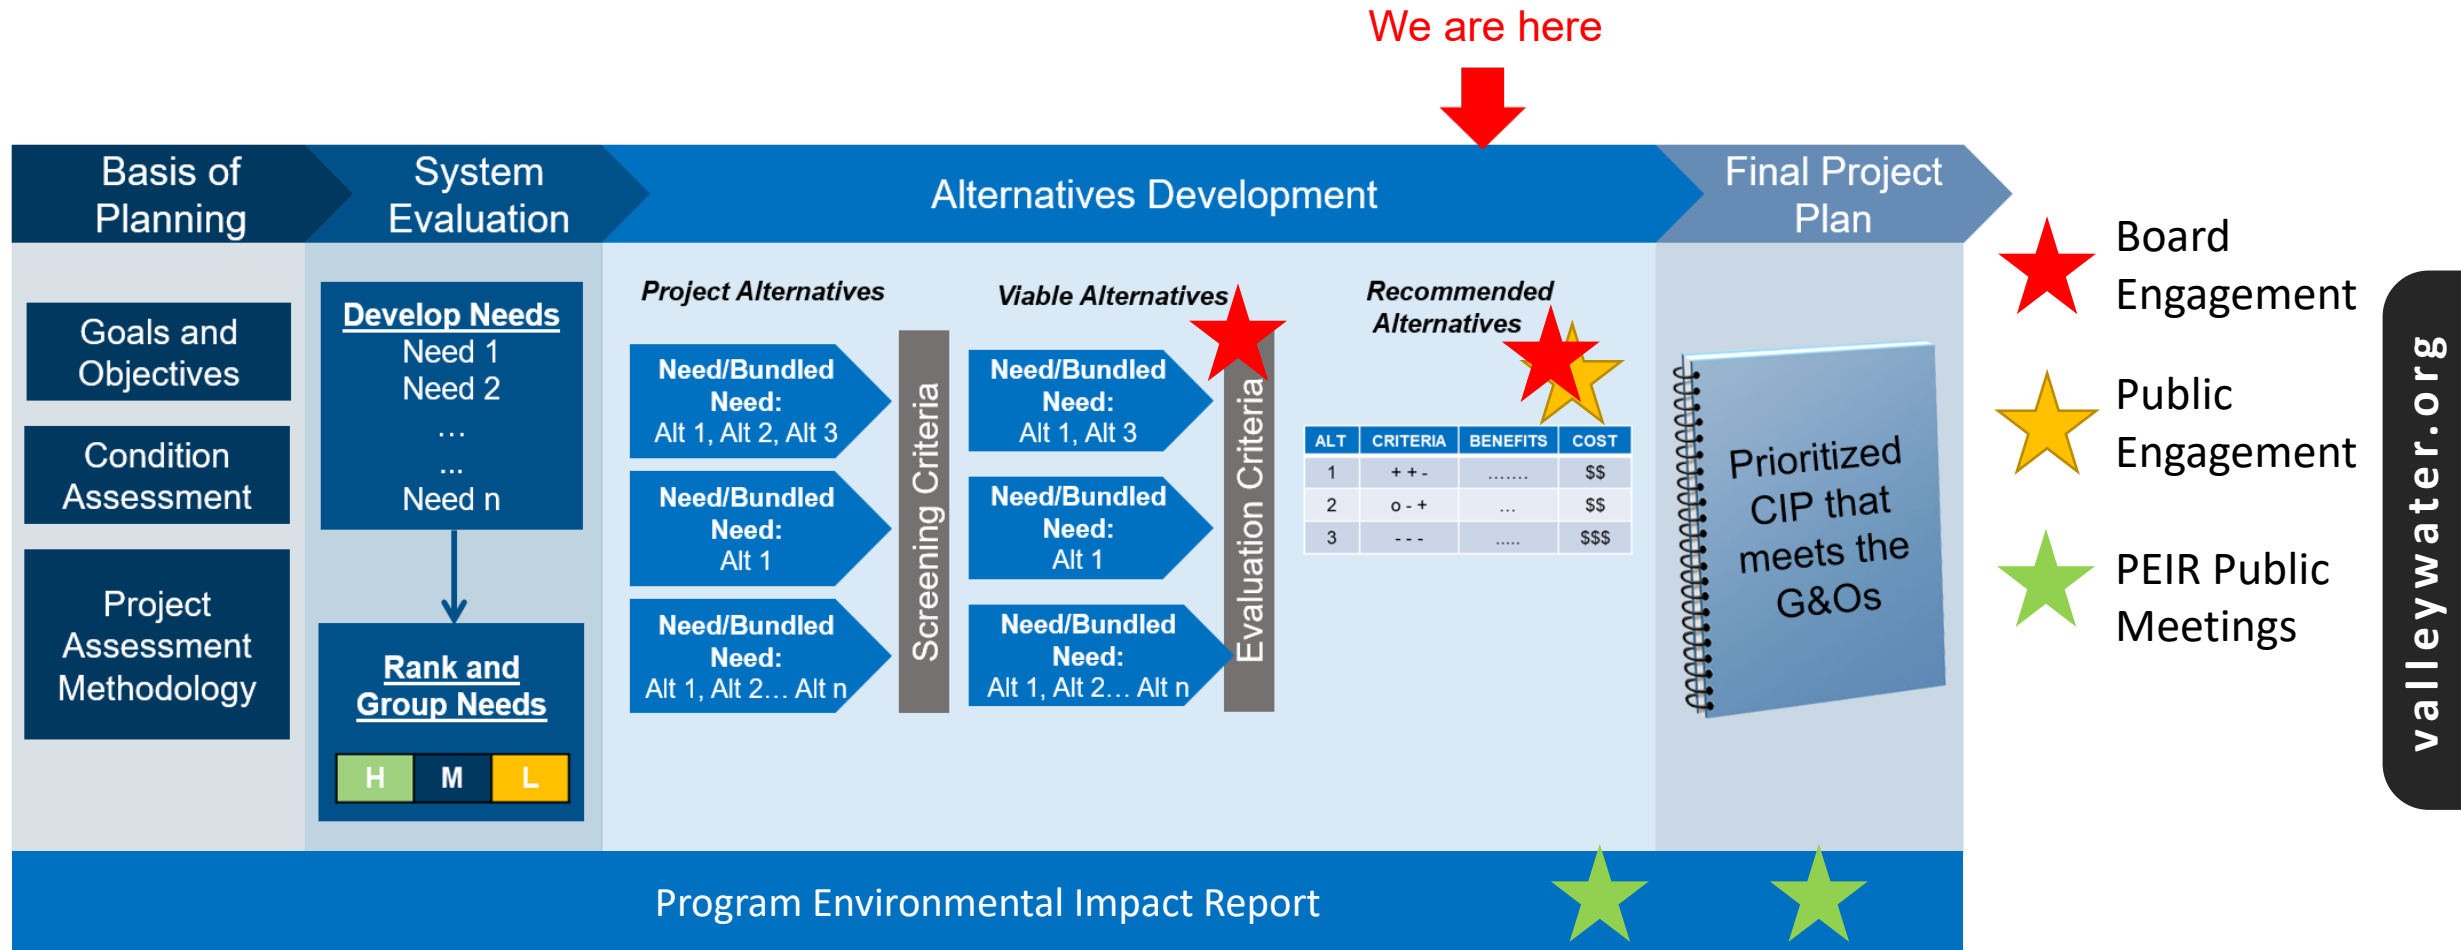 We are here
Basis of
Planning
System
Evaluation
Alternatives Development
Final Project
Plan
Goals and
Objectives
Condition
Assessment
Project
Assessment
Methodology
Develop Needs
Need 1
Need 2
...
...
Need n
Rank and
Group Needs
H M L
Project Alternatives
Need/Bundled
Need:
Alt 1, Alt 2, Alt 3
Need/Bundled
Need:
Alt 1
Need/Bundled
Need:
Alt 1, Alt 2... Alt n
Screening Criteria
Viable Alternatives
Need/Bundled
Need:
Alt 1, Alt 3
Need/Bundled
Need:
Alt 1
Need/Bundled
Need:
Alt 1, Alt 2... Alt n
Evaluation Criteria
Recommended
Alternatives
ALT CRITERIA BENEFITS COST
1 + + - ....... $$
2 o - + ... $$
3 - - - ..... $$$
Prioritized
CIP that
meets the
G&Os
Program Environmental Impact Report
Board
Engagement
Public
Engagement
PEIR Public
Meetings
valleywater.org